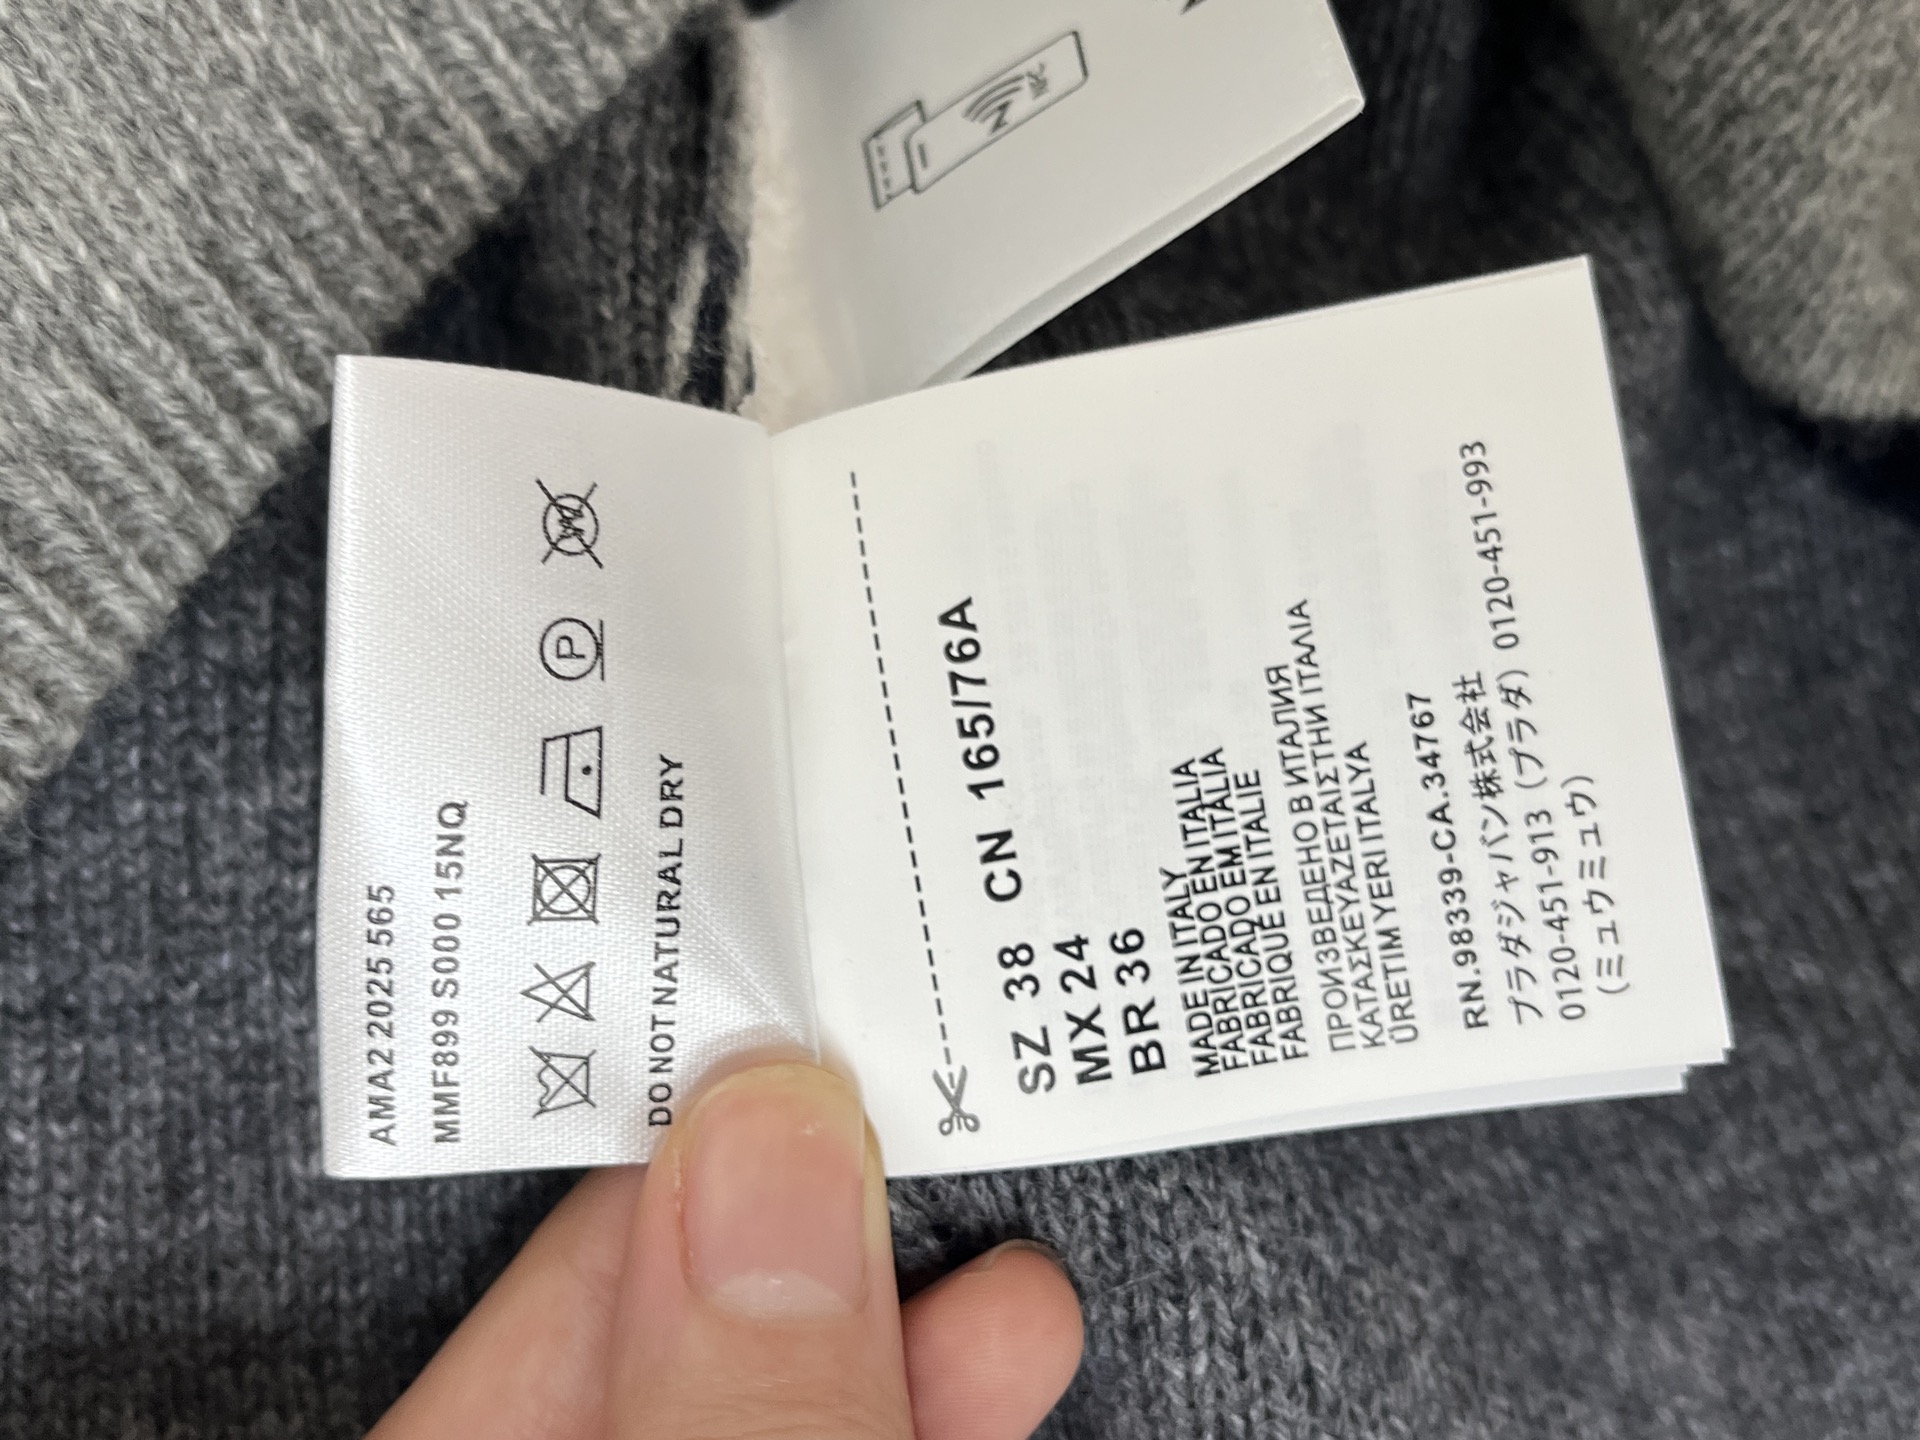 AMA2 2025 565
MMF899 S000 15NQ
P
W
DO NOT NATURAL DRY
SZ 38 CN 165/76A
MX 24
BR 36
MADE IN ITALY
FABRICADO EN ITALIA
FABRICADO EM ITÁLIA
FABRIQUÉ EN ITALIE
ПРОИЗВЕДЕНО В ИТАЛИЯ
ΚΑΤΑΣΚΕΥΑΖΕΤΑΙ ΣΤΗΝ ΙΤΑΛΙΑ
ÜRETIM YERI ITALYA
RN.98339-CA.34767
プラダジャパン株式会社
0120-451-913 (プラダ) 0120-451-993
(ミュウミュウ)